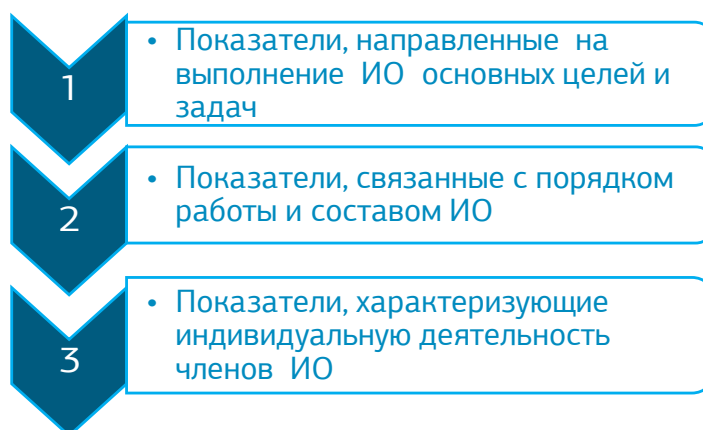 1
• Показатели, направленные на
выполнение ИО основных целей и
задач
2
• Показатели, связанные с порядком
работы и составом ИО
3
• Показатели, характеризующие
индивидуальную деятельность
членов ИО